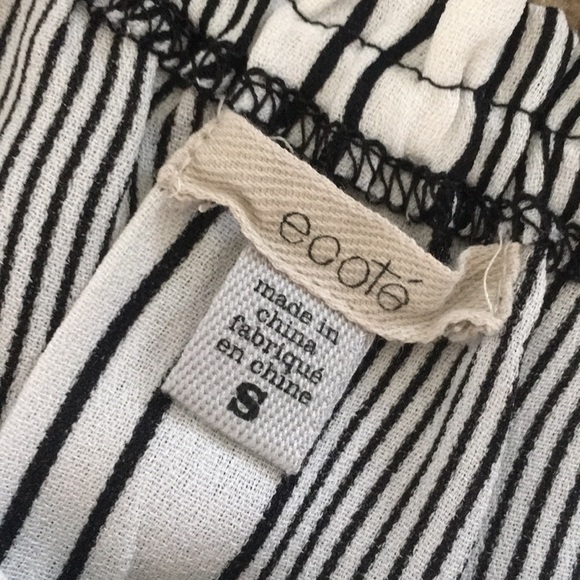 ecoté
made in
china
fabriqué
en chine
S